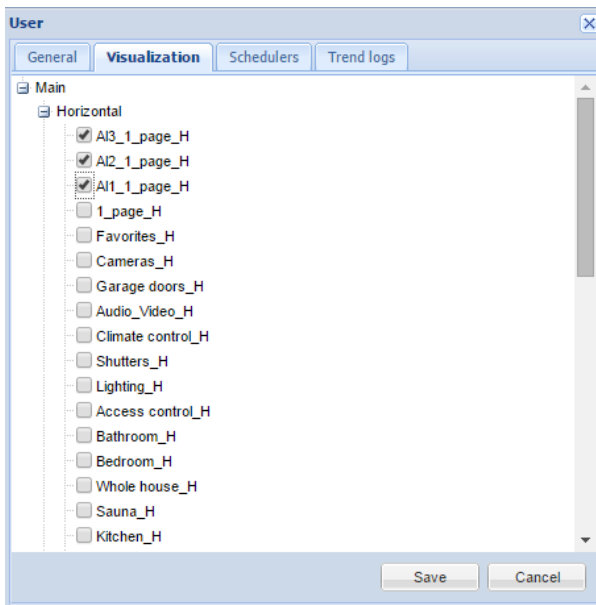 User
General Visualization Schedulers Trend logs
Main
Horizontal
AI3_1_page_H
AI2_1_page_H
AI1_1_page_H
1_page_H
Favorites_H
Cameras_H
Garage doors_H
Audio_Video_H
Climate control_H
Shutters_H
Lighting_H
Access control_H
Bathroom_H
Bedroom_H
Whole house_H
Sauna_H
Kitchen_H
Save Cancel